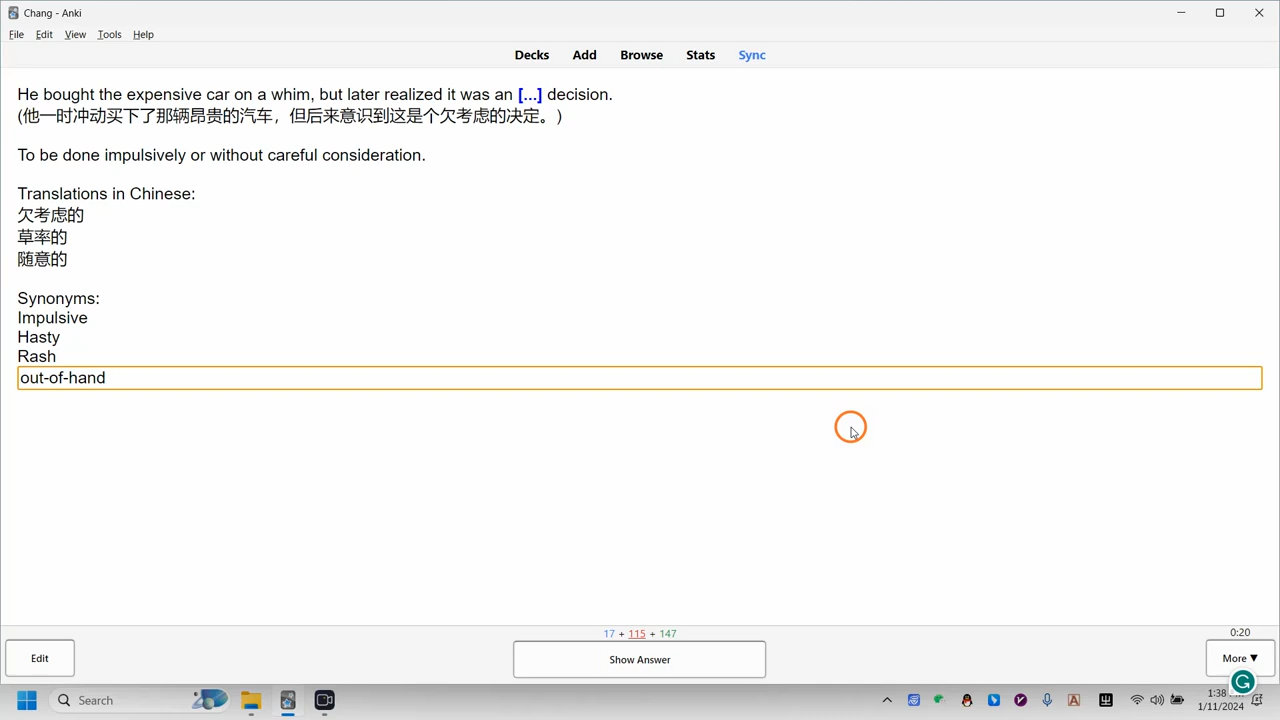 Chang - Anki
File Edit View Tools Help
Decks Add Browse Stats Sync
He bought the expensive car on a whim, but later realized it was an [...] decision.
(他一时冲动买下了那辆昂贵的汽车，但后来意识到这是个欠考虑的决定。)
To be done impulsively or without careful consideration.
Translations in Chinese:
欠考虑的
草率的
随意的
Synonyms:
Impulsive
Hasty
Rash
out-of-hand
17 + 115 + 147
0:20
Edit
Show Answer
More ▼
Search
1:38
1/11/2024